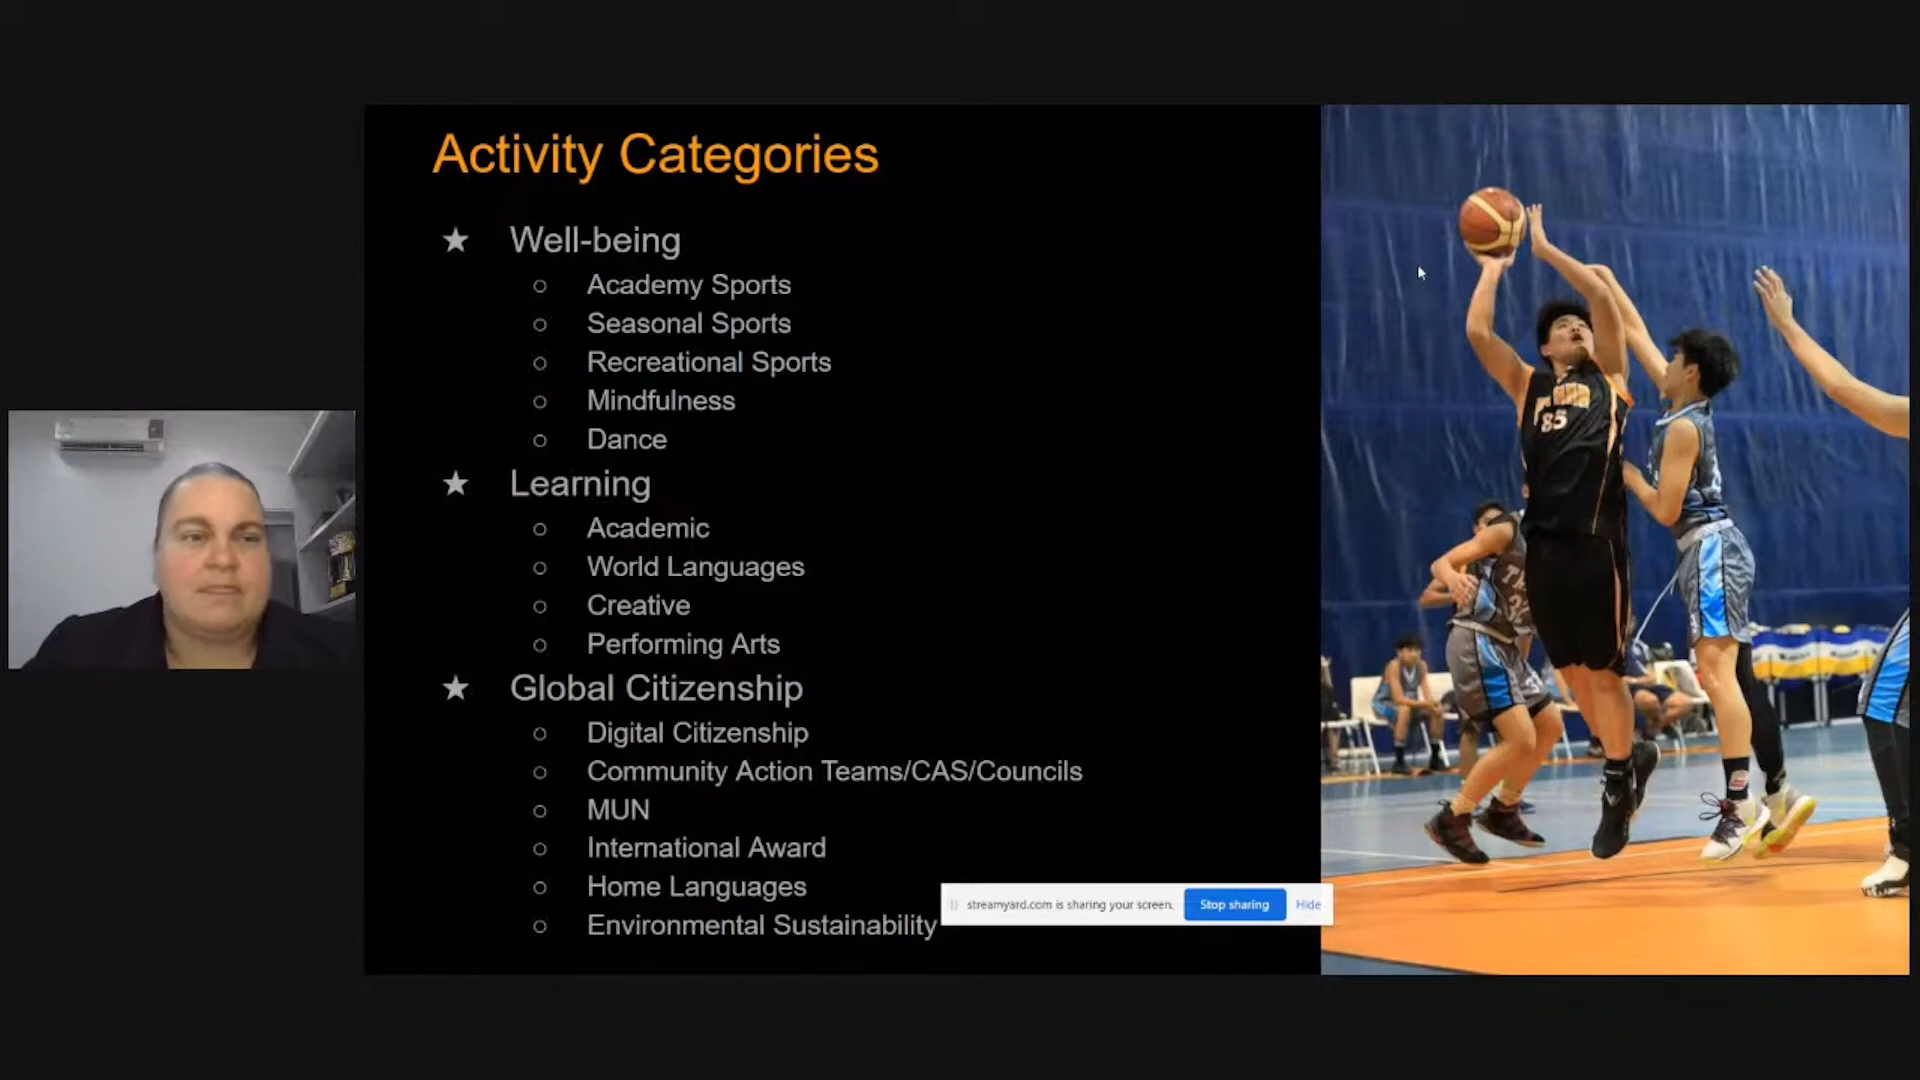 Activity Categories
★ Well-being
○ Academy Sports
○ Seasonal Sports
○ Recreational Sports
○ Mindfulness
○ Dance
★ Learning
○ Academic
○ World Languages
○ Creative
○ Performing Arts
★ Global Citizenship
○ Digital Citizenship
○ Community Action Teams/CAS/Councils
○ MUN
○ International Award
○ Home Languages
○ Environmental Sustainability
streamyard.com is sharing your screen. Stop sharing Hide
85